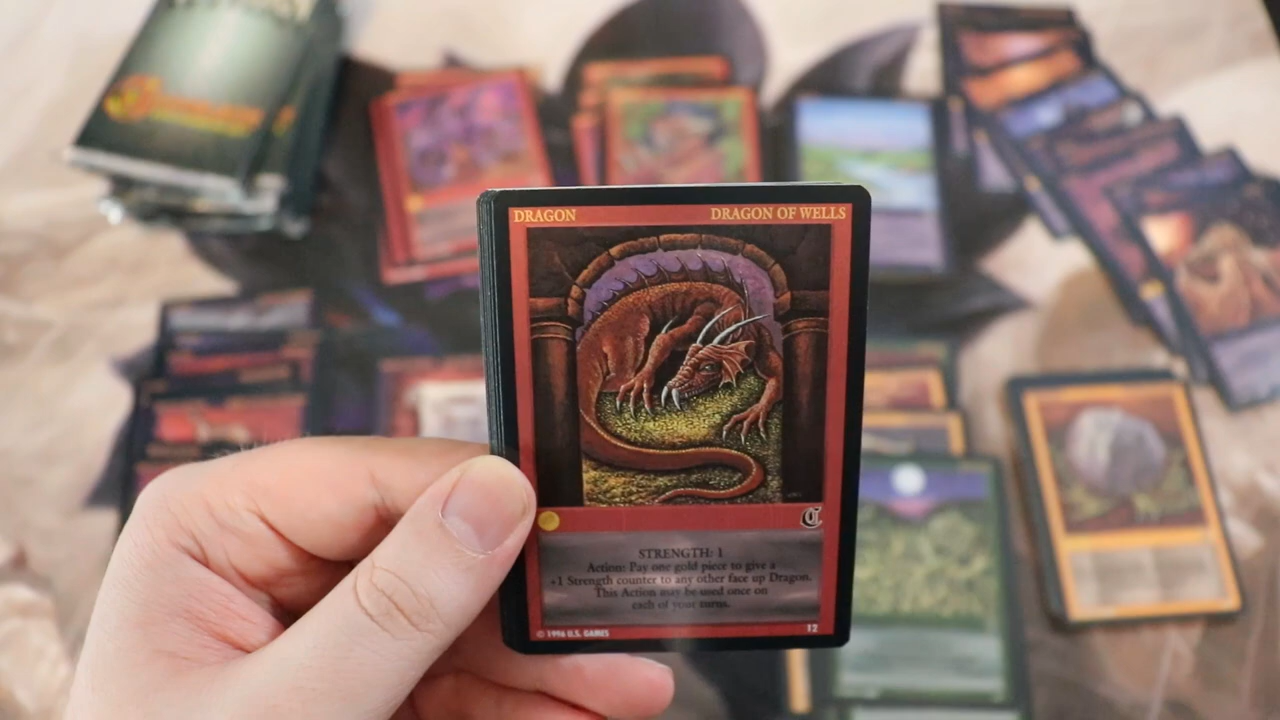 DRAGON DRAGON OF WELLS
STRENGTH: 1
Action: Pay one gold piece to give a
+1 Strength counter to any other face up Dragon.
This Action may be used once on
each of your turns.
© 1996 U.S. GAMES 12